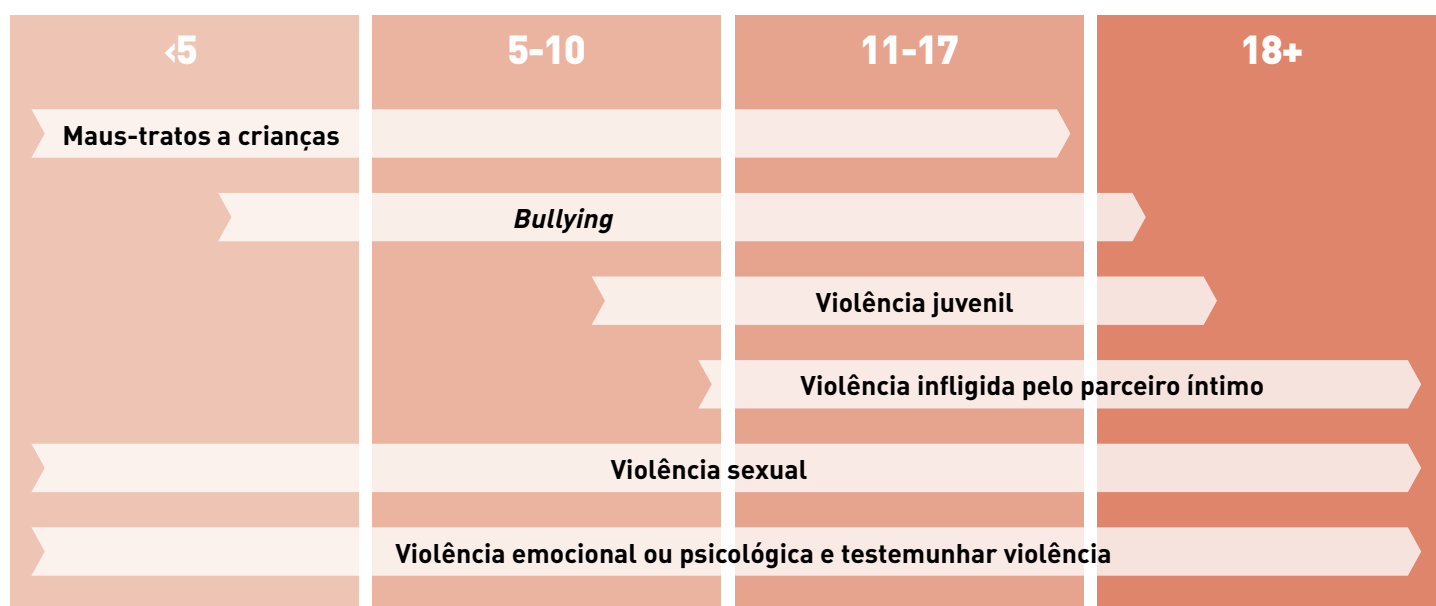 <5 5-10 11-17 18+
Maus-tratos a crianças
Bullying
Violência juvenil
Violência infligida pelo parceiro íntimo
Violência sexual
Violência emocional ou psicológica e testemunhar violência